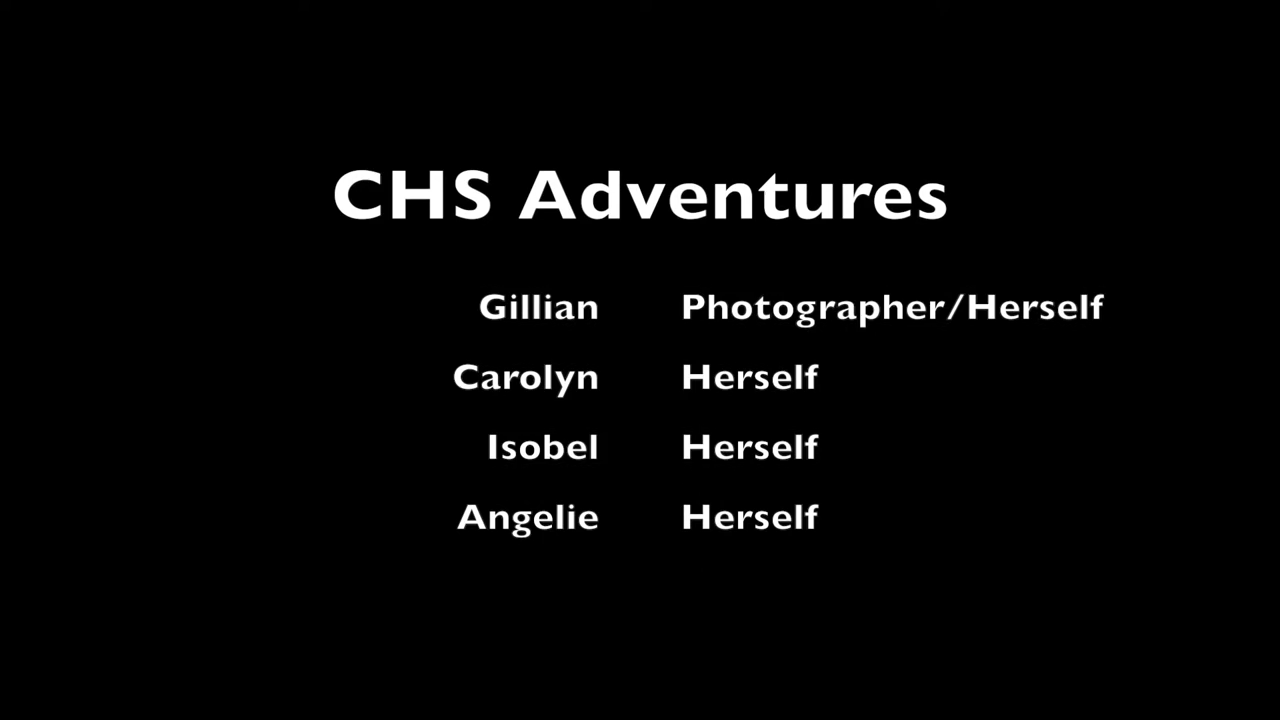 CHS Adventures
Gillian Photographer/Herself
Carolyn Herself
Isobel Herself
Angelie Herself